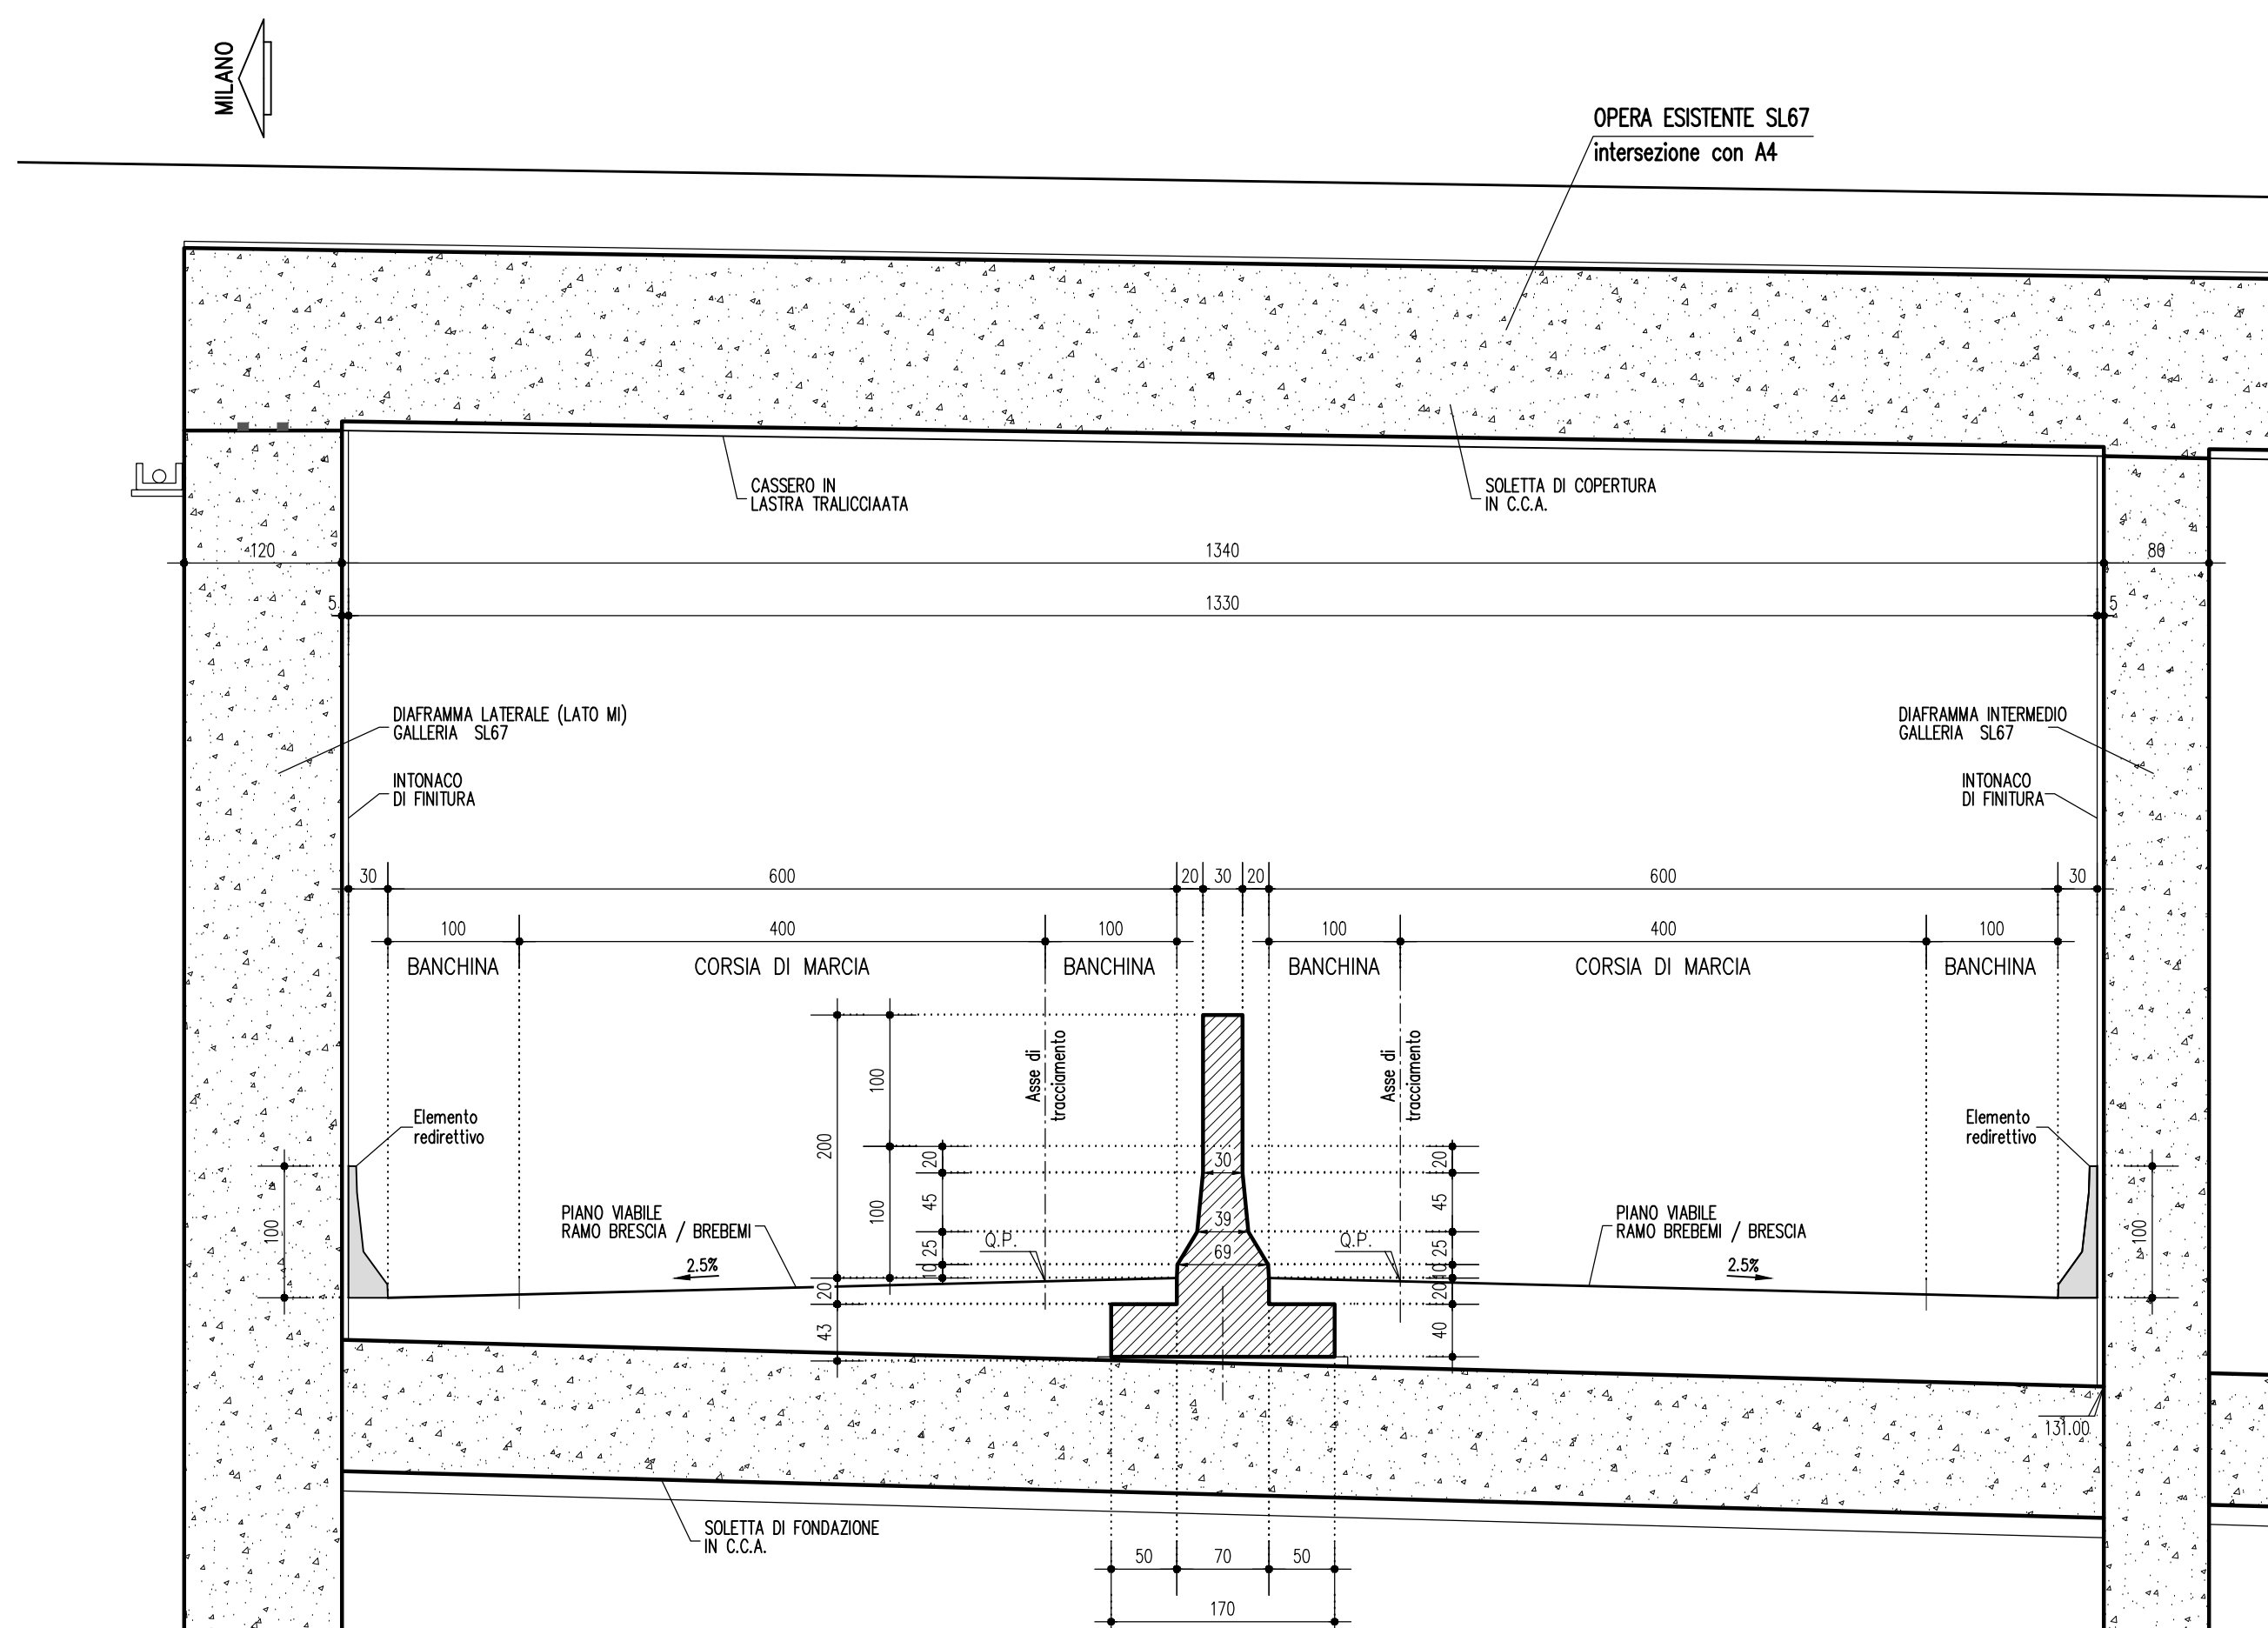 MILANO
OPERA ESISTENTE SL67
intersezione con A4
CASSERO IN
LASTRA TRALICCIAATA
SOLETTA DI COPERTURA
IN C.C.A.
120
1340
80
5
1330
5
DIAFRAMMA LATERALE (LATO MI)
GALLERIA SL67
DIAFRAMMA INTERMEDIO
GALLERIA SL67
INTONACO
DI FINITURA
INTONACO
DI FINITURA
30
600
20
30
20
600
30
100
400
100
100
400
100
BANCHINA
CORSIA DI MARCIA
BANCHINA
BANCHINA
CORSIA DI MARCIA
BANCHINA
Asse di
tracciamento
Asse di
tracciamento
Elemento
redirettivo
Elemento
redirettivo
100
200
100
100
20
45
25
10
20
43
30
39
69
20
45
25
10
20
40
100
PIANO VIABILE
RAMO BRESCIA / BREBEMI
2.5%
Q.P.
Q.P.
PIANO VIABILE
RAMO BREBEMI / BRESCIA
2.5%
131.00
SOLETTA DI FONDAZIONE
IN C.C.A.
50
70
50
170